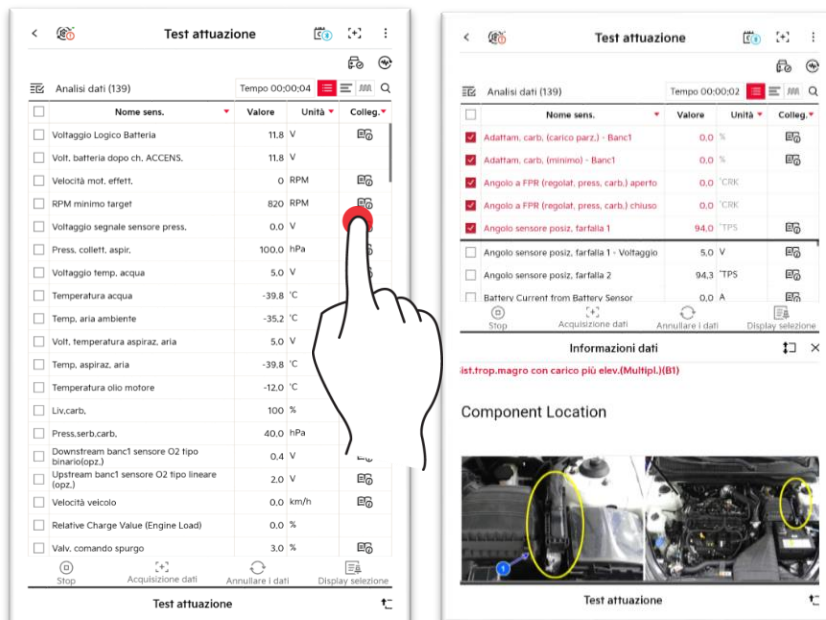 Test attuazione
Analisi dati (139)
Tempo 00;00;04
Nome sens.
Valore
Unità
Colleg.
Voltaggio Logico Batteria 11,8 V
Volt, batteria dopo ch, ACCENS, 11,8 V
Velocità mot, effett, 0 RPM
RPM minimo target 820 RPM
Voltaggio segnale sensore press, 0,0 V
Press, collett, aspir, 100,0 hPa
Voltaggio temp, acqua 5,0 V
Temperatura acqua -39,8 °C
Temp, aria ambiente -35,2 °C
Volt, temperatura aspiraz, aria 5,0 V
Temp, aspiraz, aria -39,8 °C
Temperatura olio motore -12,0 °C
Liv,carb, 100 %
Press,serb,carb, 40,0 hPa
Downstream banc1 sensore O2 tipo
binario(opz,) 0,4 V
Upstream banc1 sensore O2 tipo lineare
(opz,) 2,0 V
Velocità veicolo 0,0 km/h
Relative Charge Value (Engine Load) 0,0 %
Valv, comando spurgo 3,0 %
Stop
Acquisizione dati
Annullare i dati
Display selezione
Test attuazione
Test attuazione
Analisi dati (139)
Tempo 00;00;02
Nome sens.
Valore
Unità
Colleg.
Adattam, carb, (carico parz,) - Banc1 0,0 %
Adattam, carb, (minimo) - Banc1 0,0 %
Angolo a FPR (regolat, press, carb,) aperto 0,0 °CRK
Angolo a FPR (regolat, press, carb,) chiuso 0,0 °CRK
Angolo sensore posiz, farfalla 1 94,0 °TPS
Angolo sensore posiz, farfalla 1 - Voltaggio 5,0 V
Angolo sensore posiz, farfalla 2 94,3 °TPS
Battery Current from Battery Sensor 0,0 A
Stop
Acquisizione dati
Annullare i dati
Display selezione
Informazioni dati
ist.trop.magro con carico più elev.(Multipl.)(B1)
Component Location
1
Test attuazione